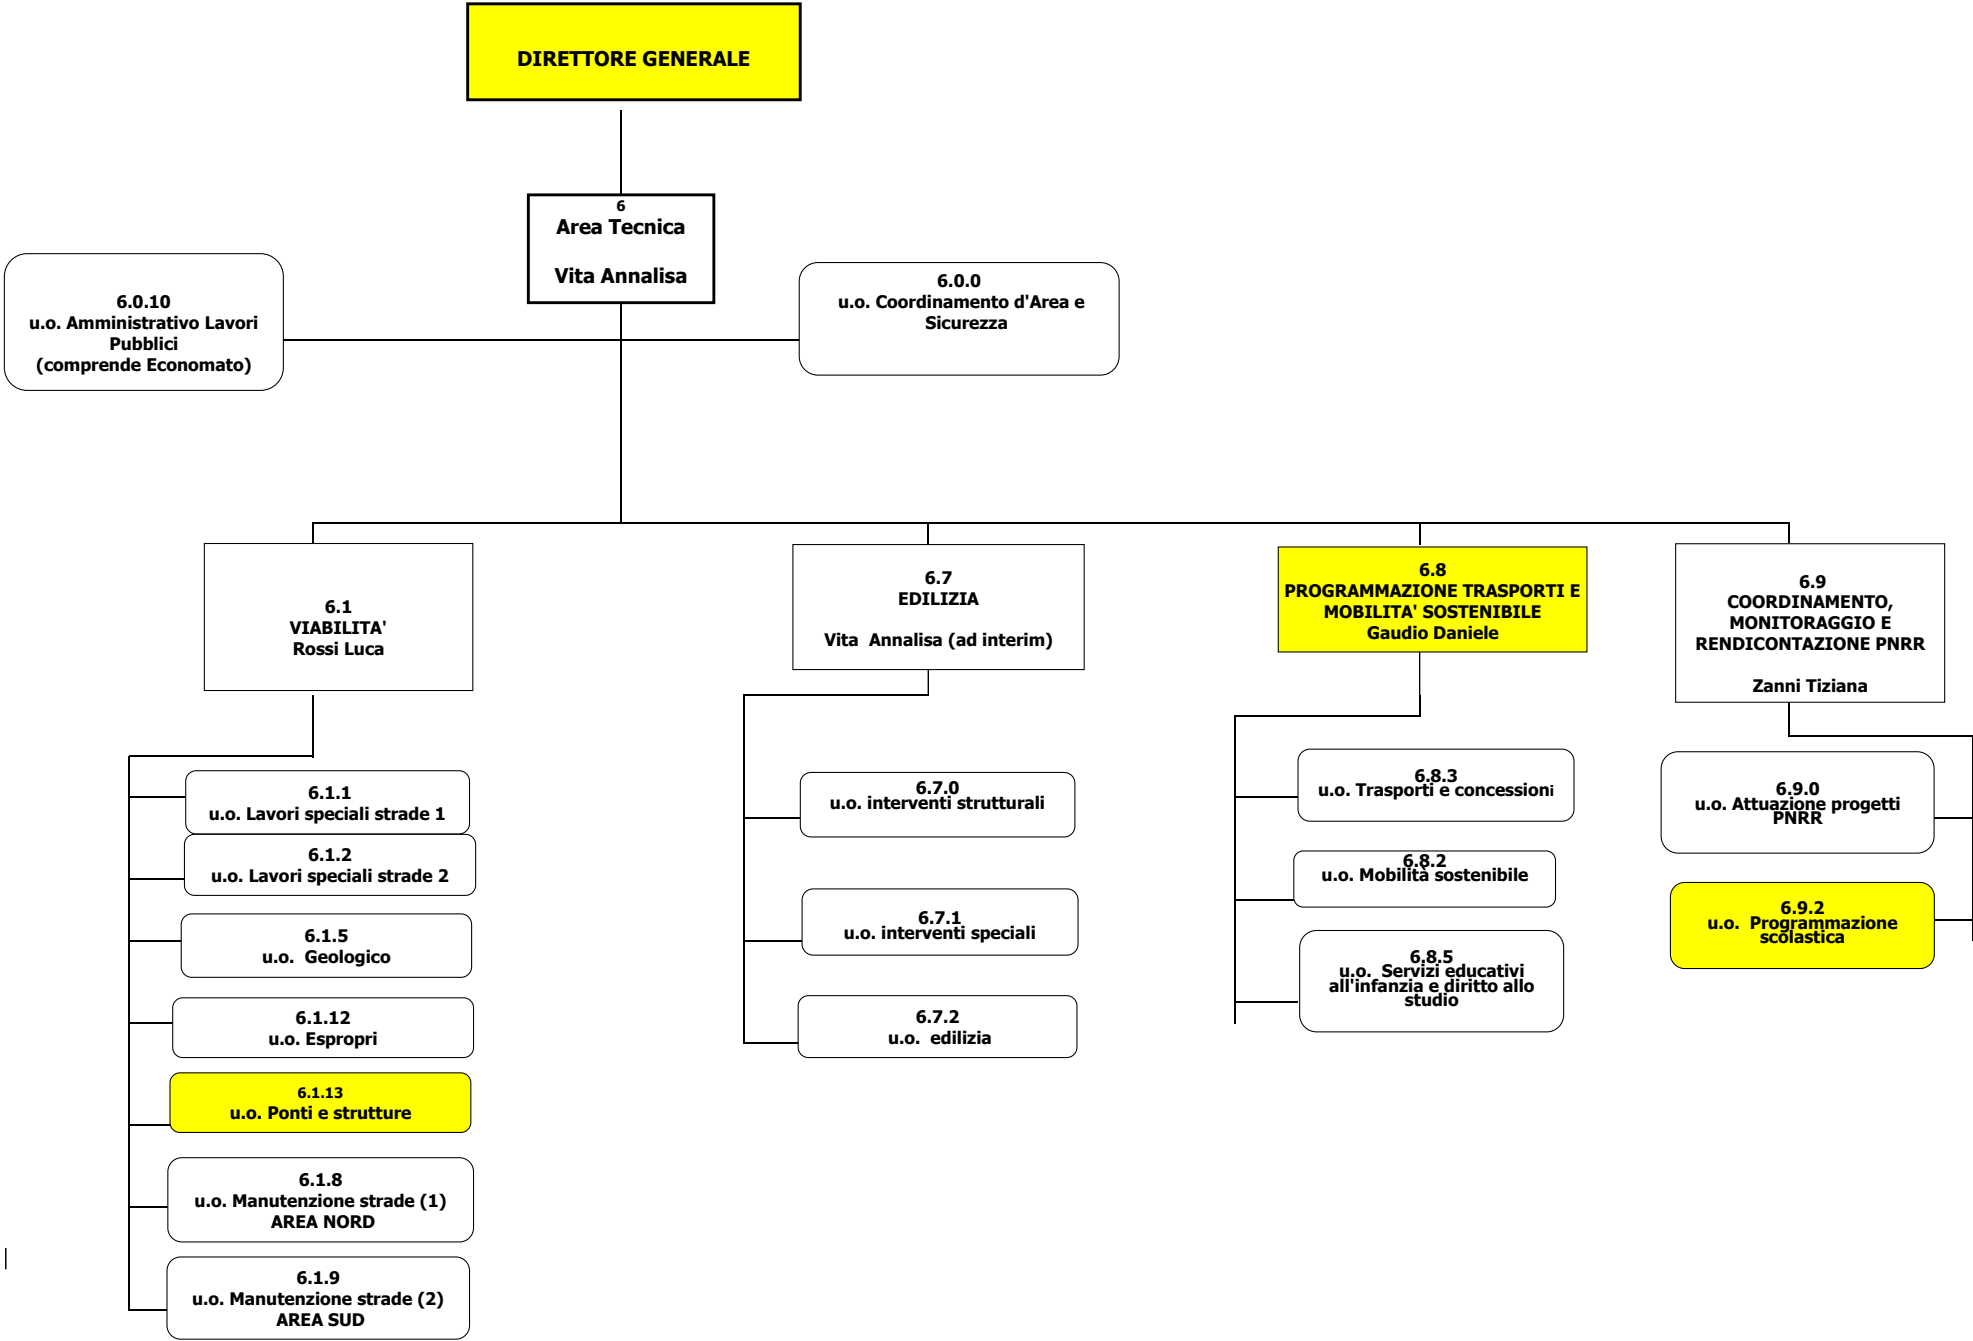 DIRETTORE GENERALE
6
Area Tecnica
Vita Annalisa
6.0.10
u.o. Amministrativo Lavori
Pubblici
(comprende Economato)
6.0.0
u.o. Coordinamento d'Area e
Sicurezza
6.1
VIABILITA'
Rossi Luca
6.7
EDILIZIA
Vita Annalisa (ad interim)
6.8
PROGRAMMAZIONE TRASPORTI E
MOBILITA' SOSTENIBILE
Gaudio Daniele
6.9
COORDINAMENTO,
MONITORAGGIO E
RENDICONTAZIONE PNRR
Zanni Tiziana
6.1.1
u.o. Lavori speciali strade 1
6.1.2
u.o. Lavori speciali strade 2
6.1.5
u.o. Geologico
6.1.12
u.o. Espropri
6.1.13
u.o. Ponti e strutture
6.1.8
u.o. Manutenzione strade (1)
AREA NORD
6.1.9
u.o. Manutenzione strade (2)
AREA SUD
6.7.0
u.o. interventi strutturali
6.7.1
u.o. interventi speciali
6.7.2
u.o. edilizia
6.8.3
u.o. Trasporti e concessioni
6.8.2
u.o. Mobilità sostenibile
6.8.5
u.o. Servizi educativi
all'infanzia e diritto allo
studio
6.9.0
u.o. Attuazione progetti
PNRR
6.9.2
u.o. Programmazione
scolastica